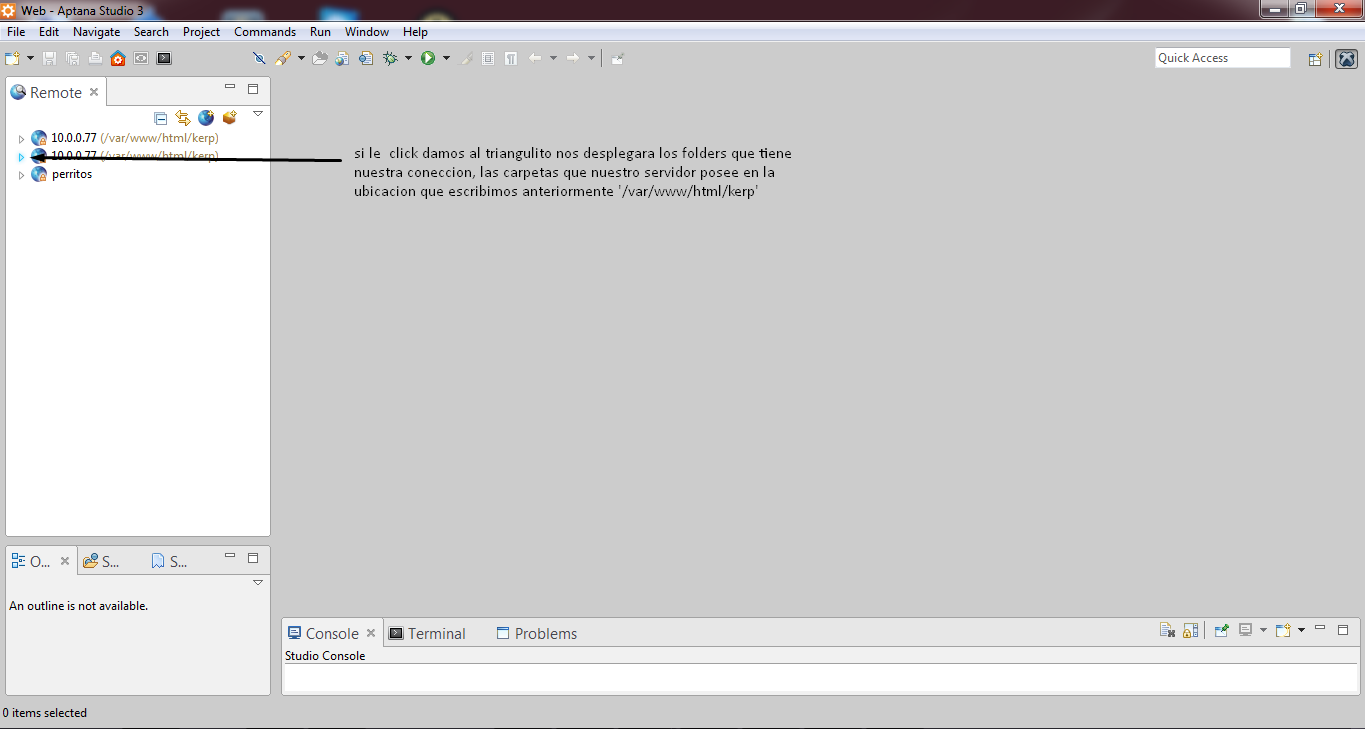 Web - Aptana Studio 3
File Edit Navigate Search Project Commands Run Window Help
Quick Access
Remote
10.0.0.77 (/var/www/html/kerp)
10.0.0.77 (/var/www/html/kerp)
perritos
si le  click damos al triangulito nos desplegara los folders que tiene
nuestra coneccion, las carpetas que nuestro servidor posee en la
ubicacion que escribimos anteriormente '/var/www/html/kerp'
O... S... S...
An outline is not available.
Console Terminal Problems
Studio Console
0 items selected